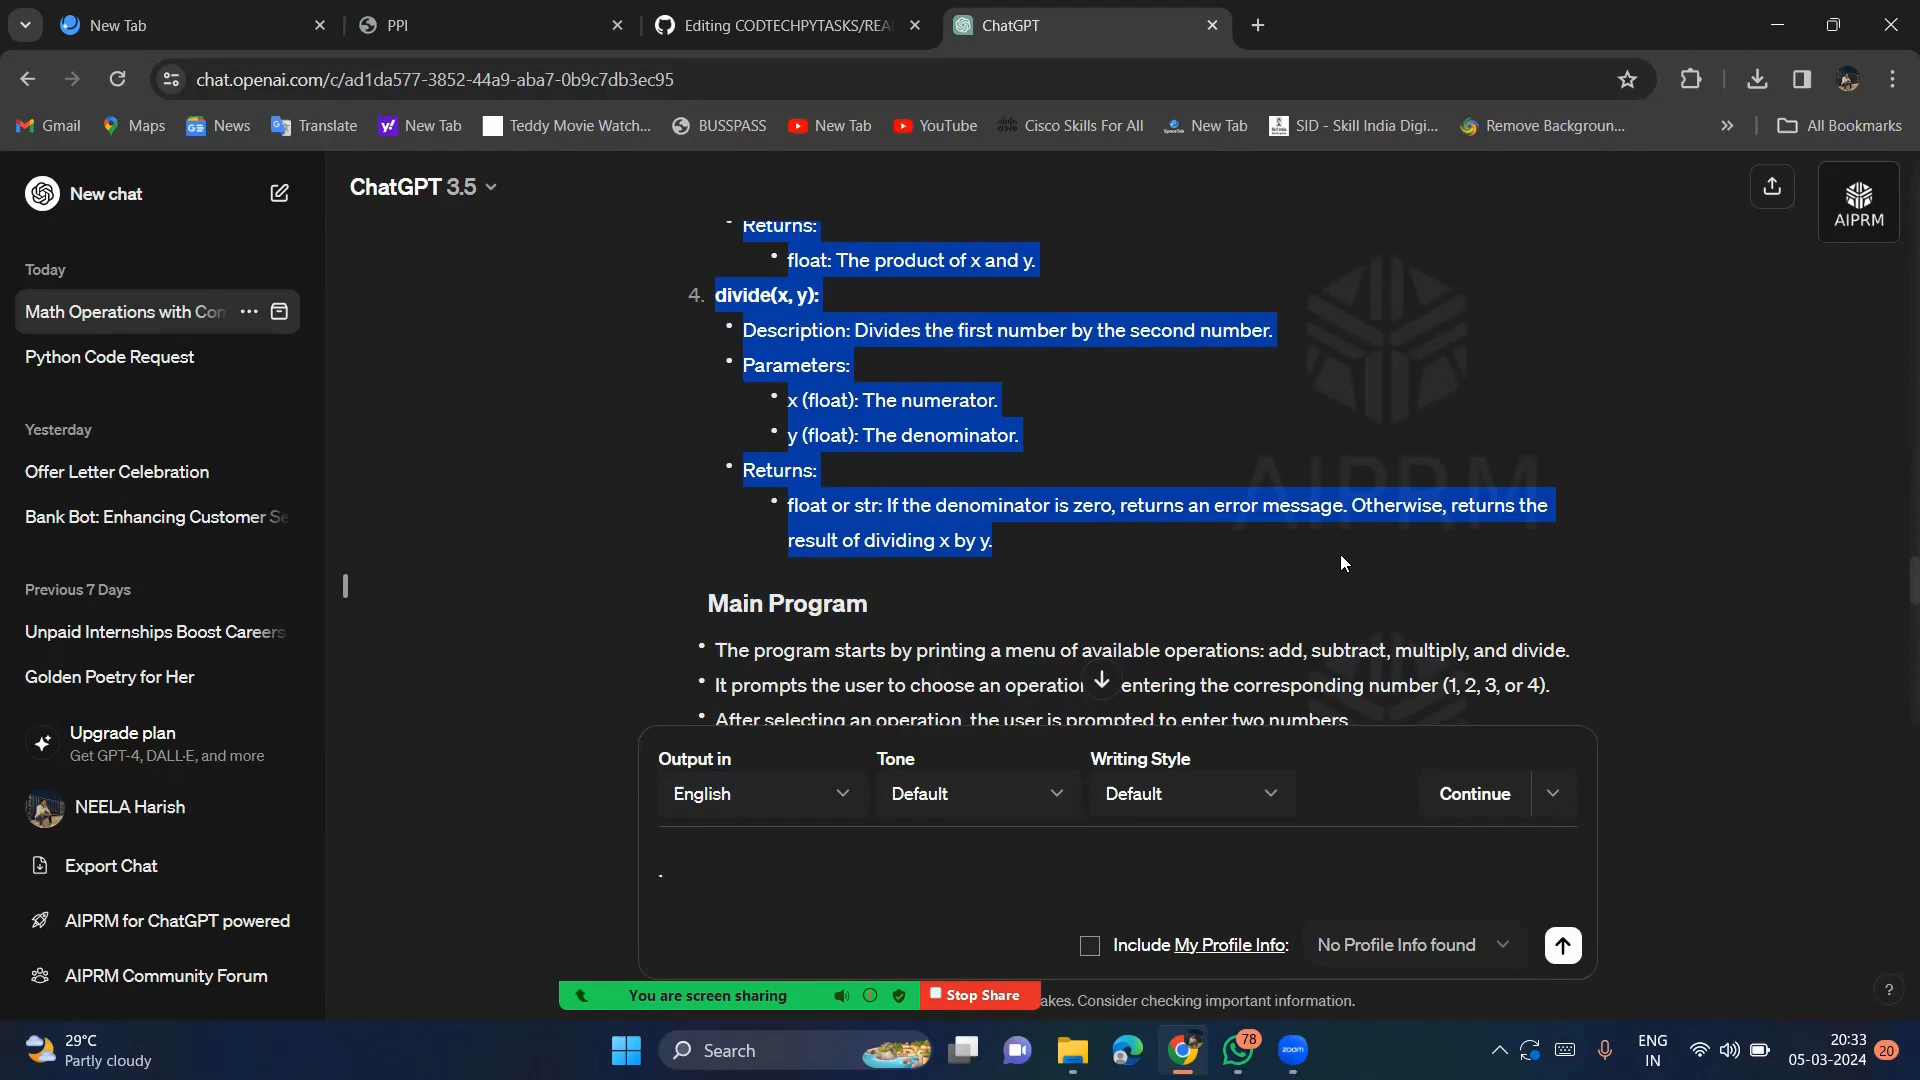 New Tab
PPI
Editing CODTECHPYTASKS/REA
ChatGPT
chat.openai.com/c/ad1da577-3852-44a9-aba7-0b9c7db3ec95
Gmail
Maps
News
Translate
New Tab
Teddy Movie Watch...
BUSSPASS
New Tab
YouTube
Cisco Skills For All
New Tab
SID - Skill India Digi...
Remove Backgroun...
All Bookmarks
New chat
ChatGPT 3.5
AIPRM
Today
Math Operations with Con
Python Code Request
Yesterday
Offer Letter Celebration
Bank Bot: Enhancing Customer Se
Previous 7 Days
Unpaid Internships Boost Careers
Golden Poetry for Her
Upgrade plan
Get GPT-4, DALL·E, and more
NEELA Harish
Export Chat
AIPRM for ChatGPT powered
AIPRM Community Forum
Returns:
float: The product of x and y.
4. divide(x, y):
Description: Divides the first number by the second number.
Parameters:
x (float): The numerator.
y (float): The denominator.
Returns:
float or str: If the denominator is zero, returns an error message. Otherwise, returns the
result of dividing x by y.
AIPRM
Main Program
The program starts by printing a menu of available operations: add, subtract, multiply, and divide.
It prompts the user to choose an operation entering the corresponding number (1, 2, 3, or 4).
After selecting an operation, the user is prompted to enter two numbers
Output in
Tone
Writing Style
English
Default
Default
Continue
.
Include My Profile Info:
No Profile Info found
You are screen sharing
Stop Share
akes. Consider checking important information.
?
29°C
Partly cloudy
Search
78
zoom
ENG
IN
20:33
05-03-2024
20